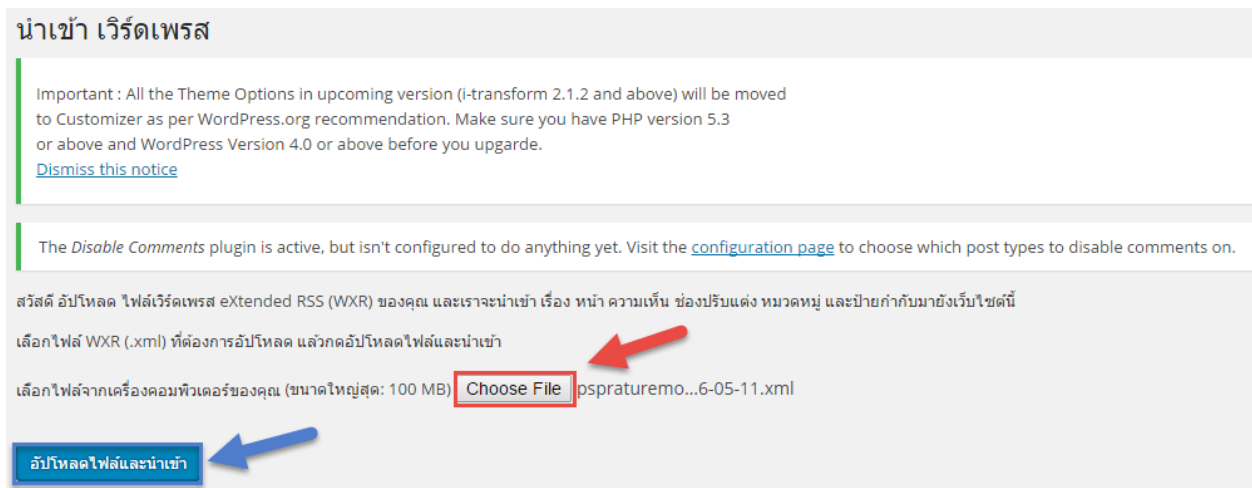 นำเข้า เวิร์ดเพรส
Important : All the Theme Options in upcoming version (i-transform 2.1.2 and above) will be moved
to Customizer as per WordPress.org recommendation. Make sure you have PHP version 5.3
or above and WordPress Version 4.0 or above before you upgarde.
Dismiss this notice
The Disable Comments plugin is active, but isn't configured to do anything yet. Visit the configuration page to choose which post types to disable comments on.
สวัสดี อัปโหลด ไฟล์เวิร์ดเพรส eXtended RSS (WXR) ของคุณ และเราจะนำเข้า เรื่อง หน้า ความเห็น ช่องปรับแต่ง หมวดหมู่ และป้ายกำกับมายังเว็บไซต์นี้
เลือกไฟล์ WXR (.xml) ที่ต้องการอัปโหลด แล้วกดอัปโหลดไฟล์และนำเข้า
เลือกไฟล์จากเครื่องคอมพิวเตอร์ของคุณ (ขนาดใหญ่สุด: 100 MB) Choose File psprturemo...6-05-11.xml
อัปโหลดไฟล์และนำเข้า